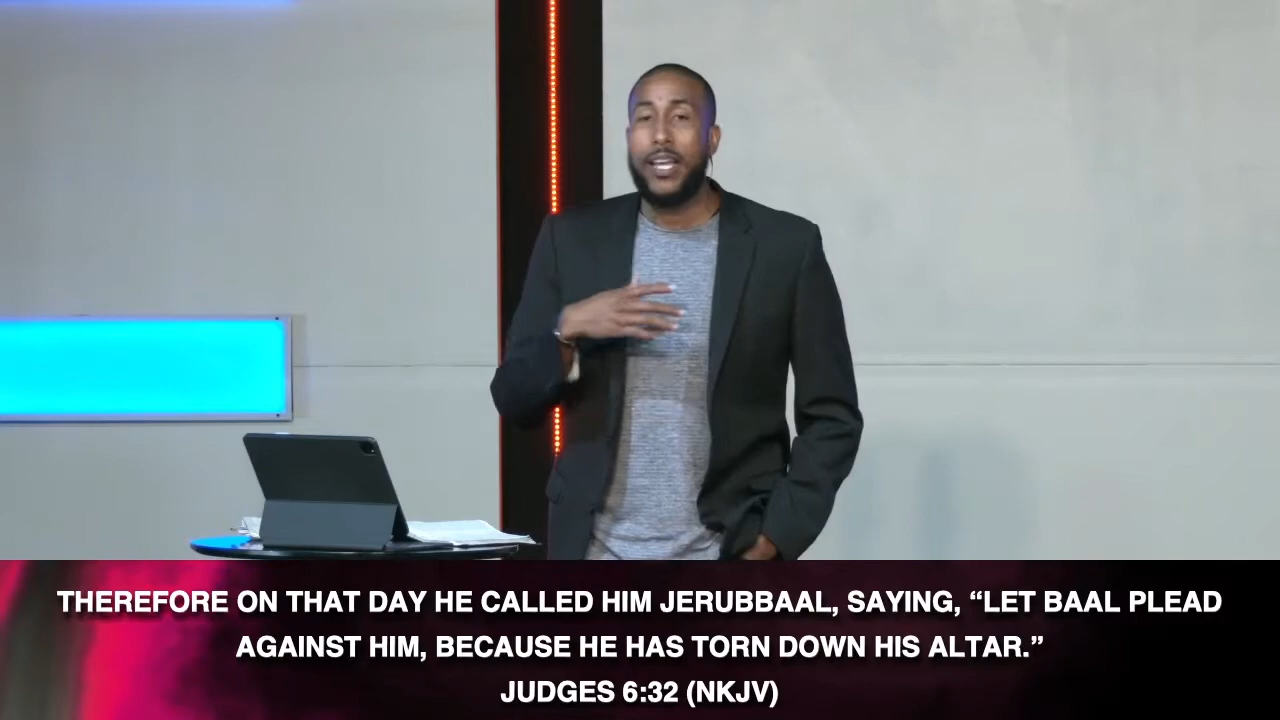 THEREFORE ON THAT DAY HE CALLED HIM JERUBBAAL, SAYING, “LET BAAL PLEAD
AGAINST HIM, BECAUSE HE HAS TORN DOWN HIS ALTAR.”
JUDGES 6:32 (NKJV)